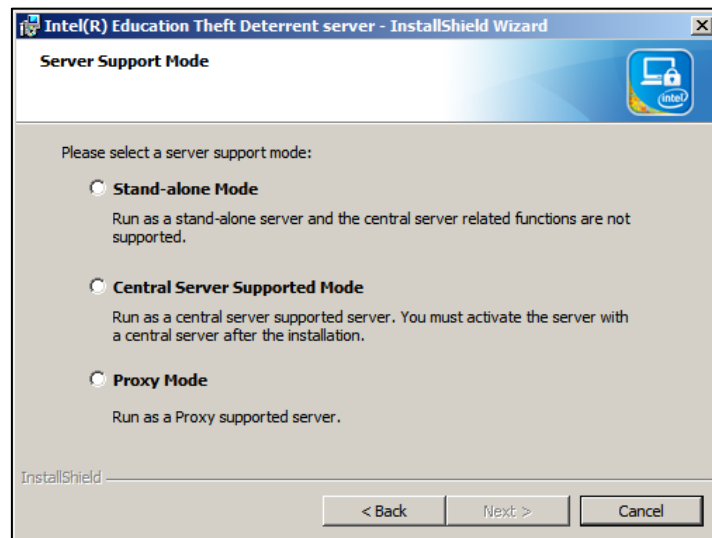 Intel(R) Education Theft Deterrent server - InstallShield Wizard
Server Support Mode
intel
Please select a server support mode:
Stand-alone Mode
Run as a stand-alone server and the central server related functions are not
supported.
Central Server Supported Mode
Run as a central server supported server. You must activate the server with
a central server after the installation.
Proxy Mode
Run as a Proxy supported server.
InstallShield
< Back Next > Cancel